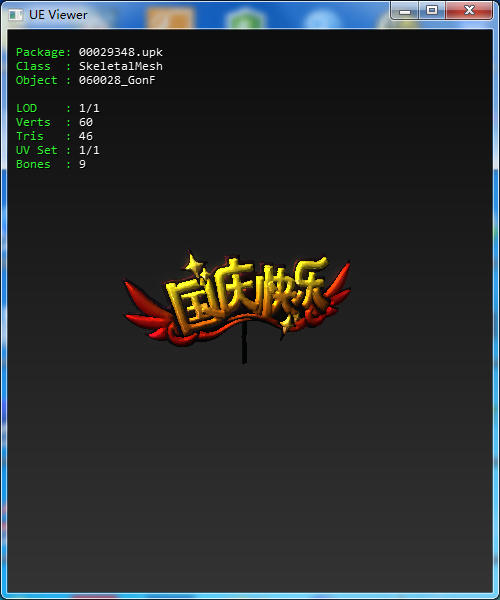 UE Viewer
Package: 00029348.upk
Class : SkeletalMesh
Object : 060028_GonF
LOD : 1/1
Verts : 60
Tris : 46
UV Set : 1/1
Bones : 9
国庆快乐